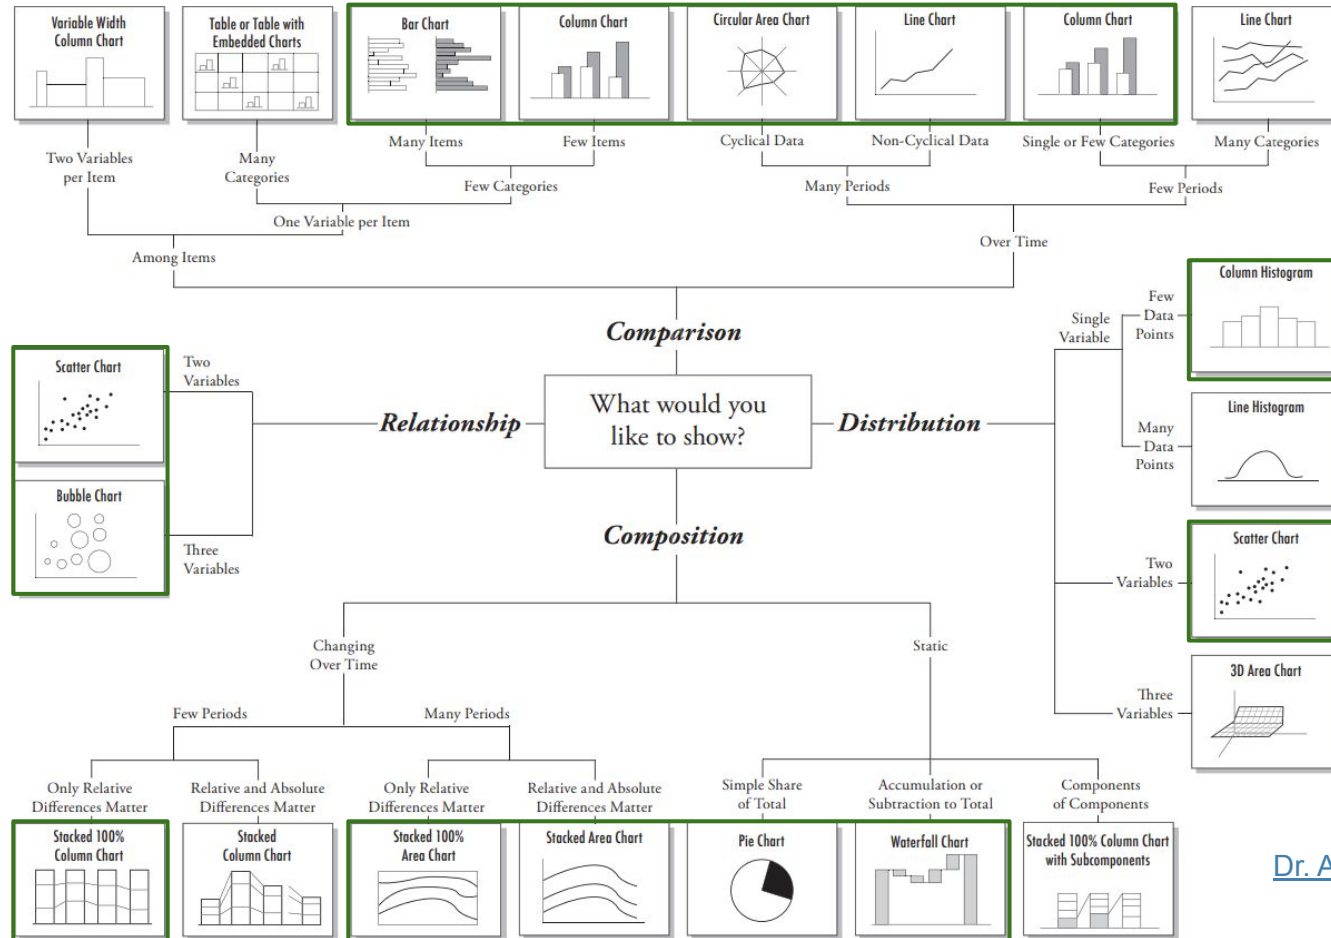 Variable Width
Column Chart
Table or Table with
Embedded Charts
Bar Chart
Column Chart
Circular Area Chart
Line Chart
Column Chart
Line Chart
Two Variables
per Item
Many
Categories
Many Items
Few Items
Cyclical Data
Non-Cyclical Data
Single or Few Categories
Many Categories
Few Categories
Many Periods
Few Periods
One Variable per Item
Among Items
Over Time
Comparison
What would you
like to show?
Relationship
Two
Variables
Scatter Chart
Three
Variables
Bubble Chart
Distribution
Single
Variable
Few
Data
Points
Column Histogram
Many
Data
Points
Line Histogram
Two
Variables
Scatter Chart
Three
Variables
3D Area Chart
Composition
Changing
Over Time
Static
Few Periods
Many Periods
Only Relative
Differences Matter
Relative and Absolute
Differences Matter
Only Relative
Differences Matter
Relative and Absolute
Differences Matter
Simple Share
of Total
Accumulation or
Subtraction to Total
Components
of Components
Stacked 100%
Column Chart
Stacked
Column Chart
Stacked 100%
Area Chart
Stacked Area Chart
Pie Chart
Waterfall Chart
Stacked 100% Column Chart
with Subcomponents
Dr. A